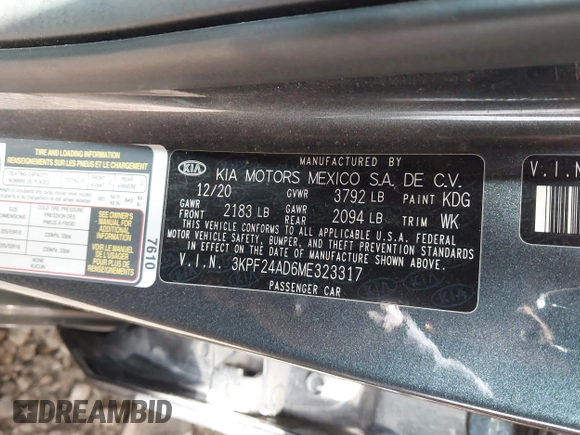 TIRE AND LOADING INFORMATION
RENSEIGNEMENTS SUR LES PNEUS ET LE CHARGEMENT
SEE OWNER'S
MANUAL FOR
ADDITIONAL
INFORMATION
VOIR LE MANUEL
DE L'USAGER
POUR PLUS DE
RENSEIGNEMENTS
7610
MANUFACTURED BY
KIA KIA MOTORS MEXICO S.A. DE C.V.
12/20 GVWR 3792 LB PAINT KDG
GAWR FRONT 2183 LB GAWR REAR 2094 LB TRIM WK
THIS VEHICLE CONFORMS TO ALL APPLICABLE U.S.A. FEDERAL
MOTOR VEHICLE SAFETY, BUMPER, AND THEFT PREVENTION STANDARDS
IN EFFECT ON THE DATE OF MANUFACTURE SHOWN ABOVE.
V.I.N. 3KPF24AD6ME323317
PASSENGER CAR
V.I.N
DREAMBID